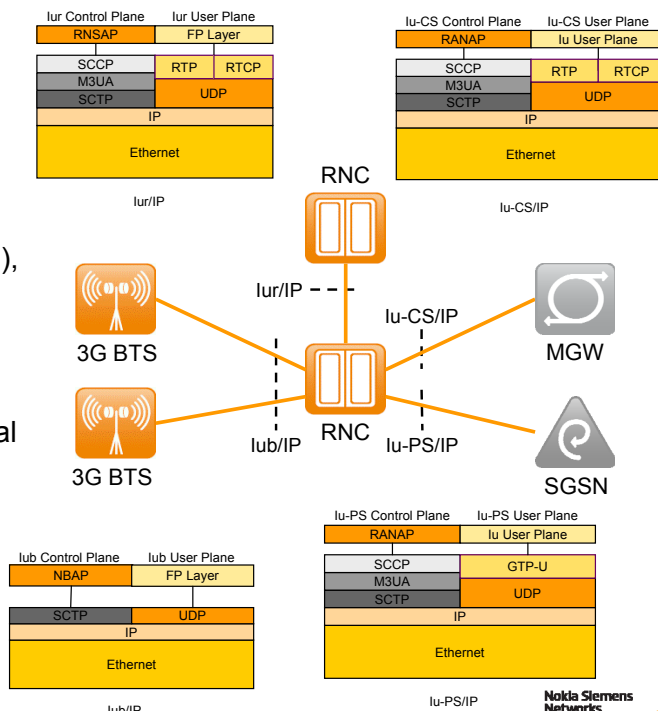 Iur Control Plane Iur User Plane
RNSAP FP Layer
SCCP RTP RTCP
M3UA UDP
SCTP
IP
Ethernet
Iur/IP
Iu-CS Control Plane Iu-CS User Plane
RANAP Iu User Plane
SCCP RTP RTCP
M3UA UDP
SCTP
IP
Ethernet
Iu-CS/IP
RNC
),
Iur/IP
Iu-CS/IP
3G BTS
MGW
RNC
Iub/IP
Iu-PS/IP
al
3G BTS
SGSN
Iub Control Plane Iub User Plane
NBAP FP Layer
SCTP UDP
IP
Ethernet
Iub/IP
Iu-PS Control Plane Iu-PS User Plane
RANAP Iu User Plane
SCCP GTP-U
M3UA UDP
SCTP
IP
Ethernet
Iu-PS/IP
Nokia Siemens
Networks